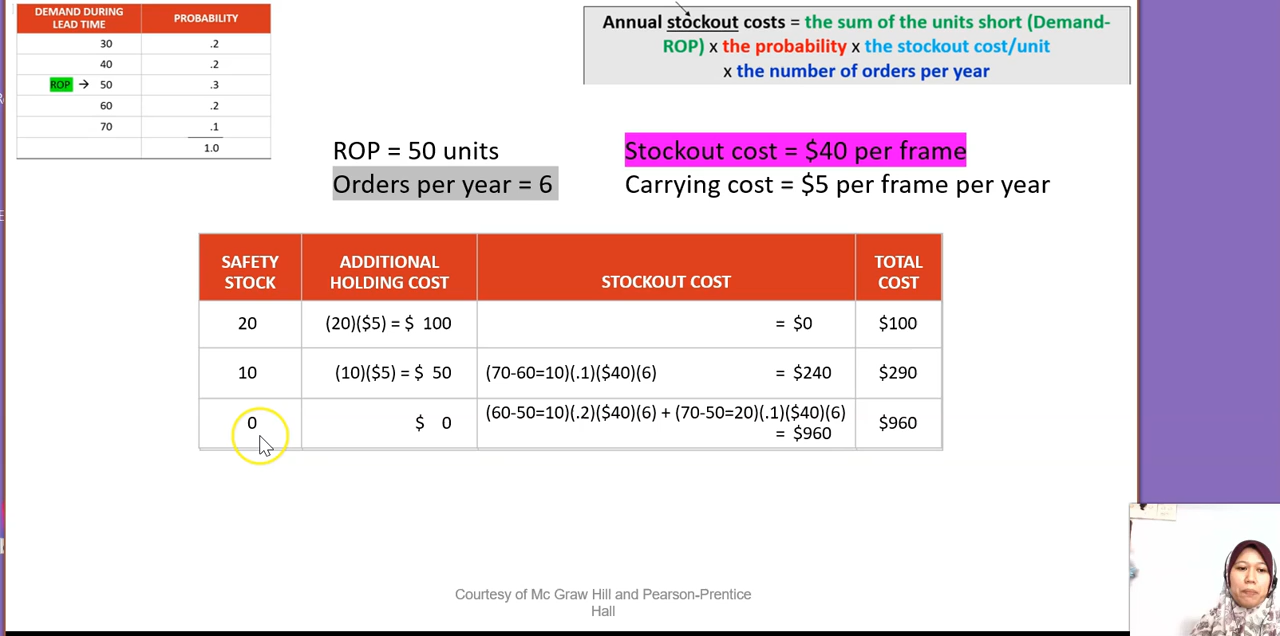 DEMAND DURING
LEAD TIME
PROBABILITY
30 .2
40 .2
ROP → 50 .3
60 .2
70 .1
1.0
Annual stockout costs = the sum of the units short (Demand-
ROP) x the probability x the stockout cost/unit
x the number of orders per year
ROP = 50 units
Orders per year = 6
Stockout cost = $40 per frame
Carrying cost = $5 per frame per year
SAFETY
STOCK
ADDITIONAL
HOLDING COST
STOCKOUT COST
TOTAL
COST
20 (20)($5) = $ 100 = $0 $100
10 (10)($5) = $ 50 (70-60=10)(.1)($40)(6) = $240 $290
0 $ 0 (60-50=10)(.2)($40)(6) + (70-50=20)(.1)($40)(6)
= $960 $960
Courtesy of Mc Graw Hill and Pearson-Prentice
Hall